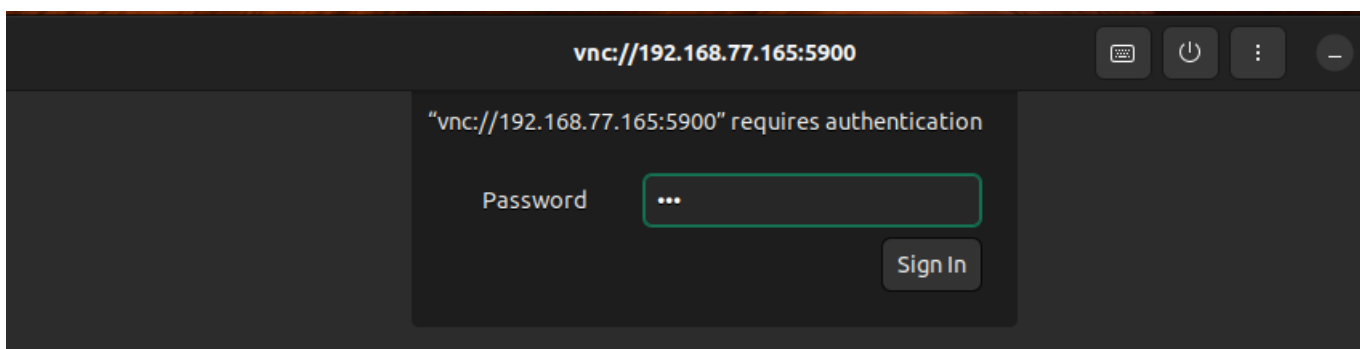 vnc://192.168.77.165:5900
“vnc://192.168.77.165:5900” requires authentication
Password •••
Sign In